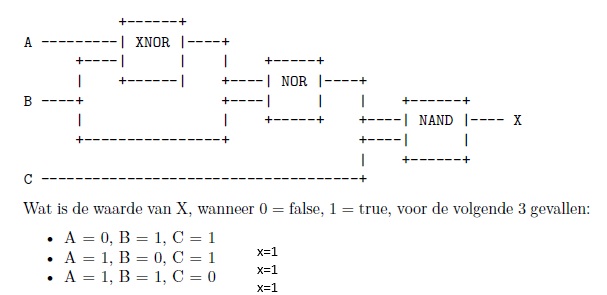 A XNOR
NOR
B
NAND X
C
Wat is de waarde van X, wanneer 0 = false, 1 = true, voor de volgende 3 gevallen:
• A = 0, B = 1, C = 1
• A = 1, B = 0, C = 1
x=1
• A = 1, B = 1, C = 0
x=1
x=1